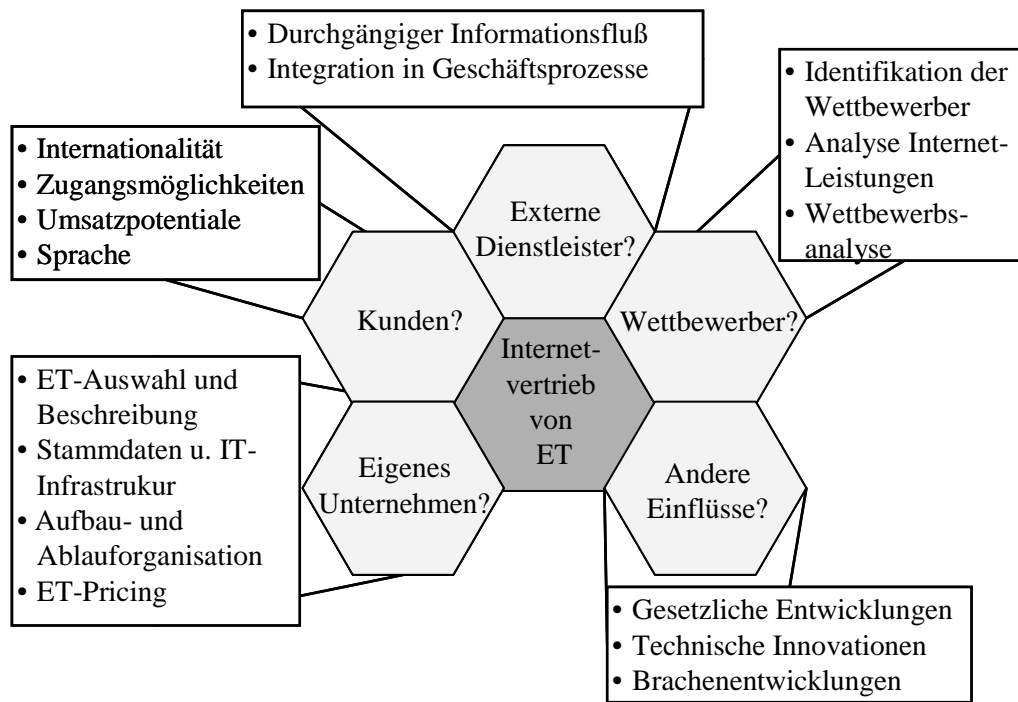 • Durchgängiger Informationsfluß
• Integration in Geschäftsprozesse
• Identifikation der
Wettbewerber
• Analyse Internet-
Leistungen
• Wettbewerbs-
analyse
• Internationalität
• Zugangsmöglichkeiten
• Umsatzpotentiale
• Sprache
Externe
Dienstleister?
Kunden?
Wettbewerber?
Internet-
vertrieb
von
ET
• ET-Auswahl und
Beschreibung
• Stammdaten u. IT-
Infrastrukur
• Aufbau- und
Ablauforganisation
• ET-Pricing
Eigenes
Unternehmen?
Andere
Einflüsse?
• Gesetzliche Entwicklungen
• Technische Innovationen
• Brachenentwicklungen